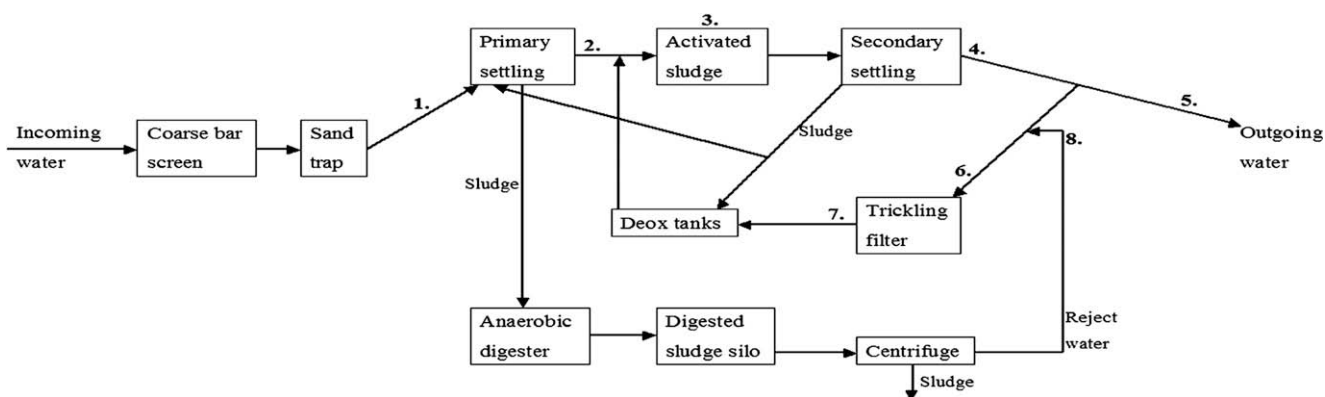 3.
Primary
settling
2.
Activated
sludge
Secondary
settling
4.
1.
5.
Incoming
water
Coarse bar
screen
Sand
trap
Sludge
8.
Outgoing
water
Sludge
6.
Deox tanks
7.
Trickling
filter
Anaerobic
digester
Digested
sludge silo
Centrifuge
Reject
water
Sludge